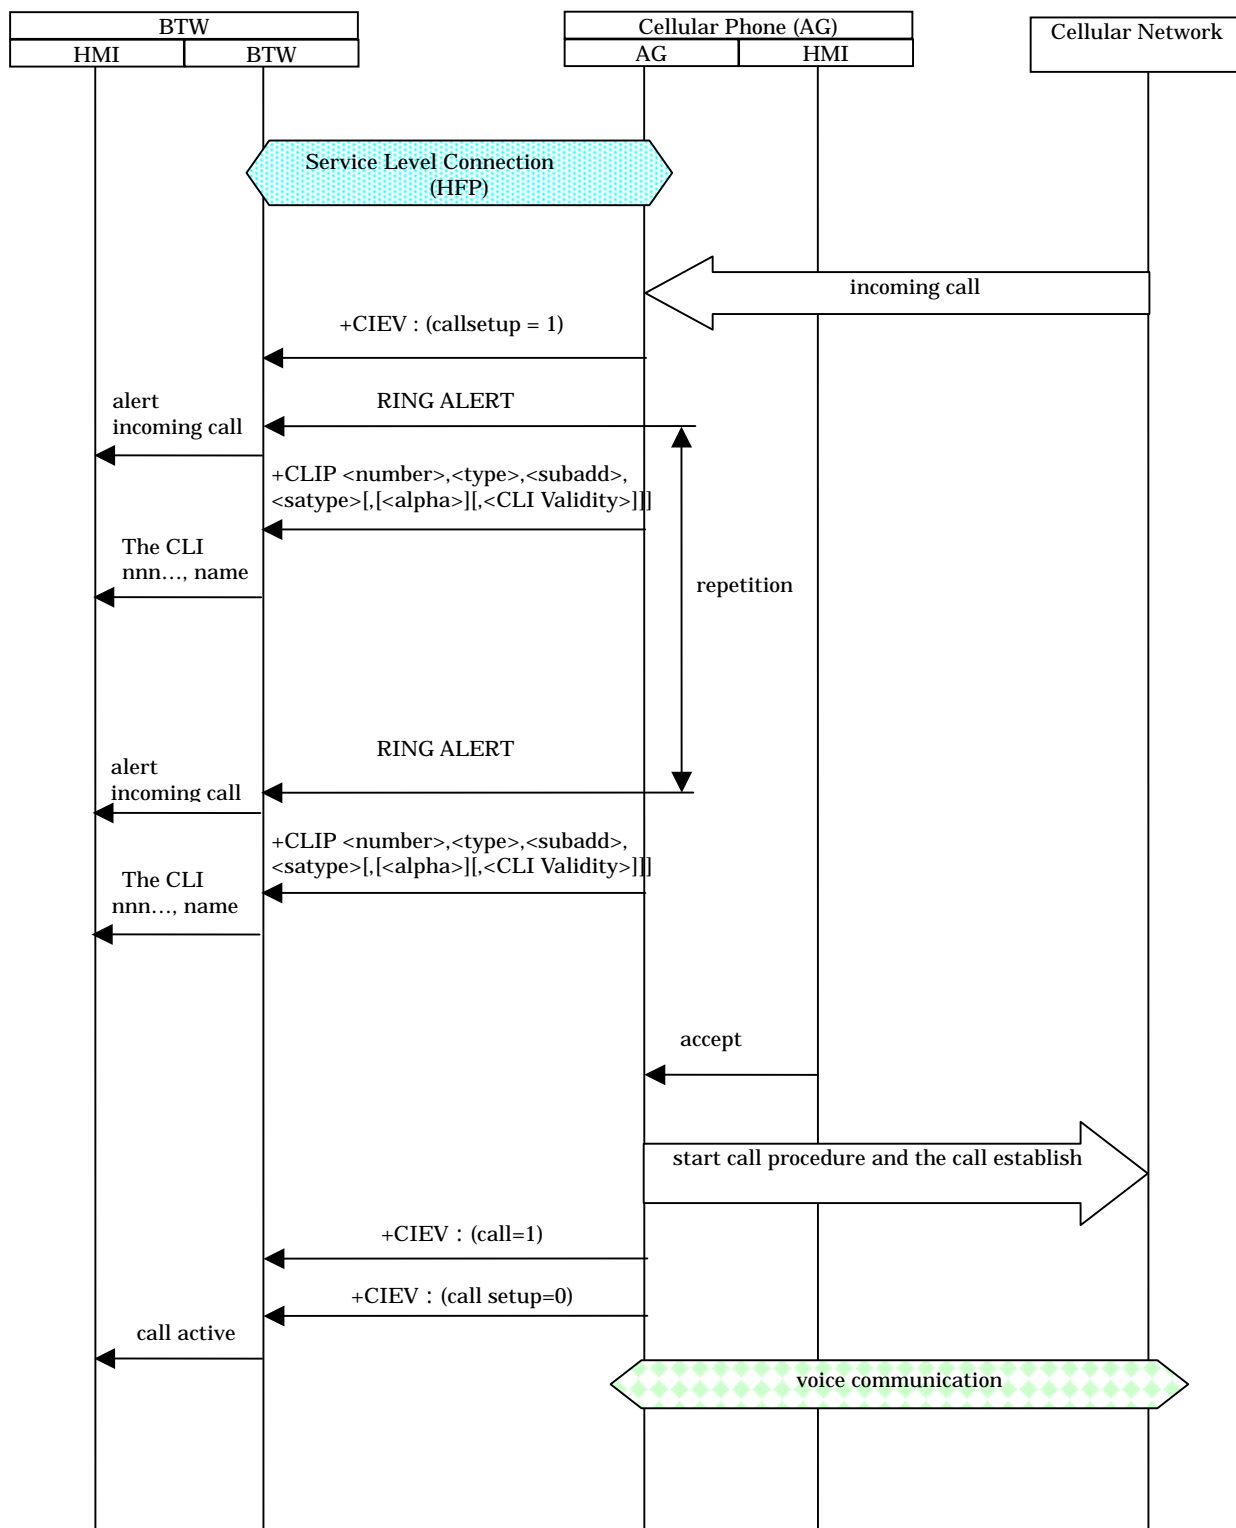 BTW
HMI
BTW
Cellular Phone (AG)
AG
HMI
Cellular Network
Service Level Connection
(HFP)
incoming call
+CIEV : (callsetup = 1)
alert
incoming call
RING ALERT
+CLIP <number>,<type>,<subadd>,
<satype>[,[<alpha>][,<CLI Validity>]]]
The CLI
nnn…, name
repetition
RING ALERT
alert
incoming call
+CLIP <number>,<type>,<subadd>,
<satype>[,[<alpha>][,<CLI Validity>]]]
The CLI
nnn…, name
accept
start call procedure and the call establish
+CIEV : (call=1)
+CIEV : (call setup=0)
call active
voice communication